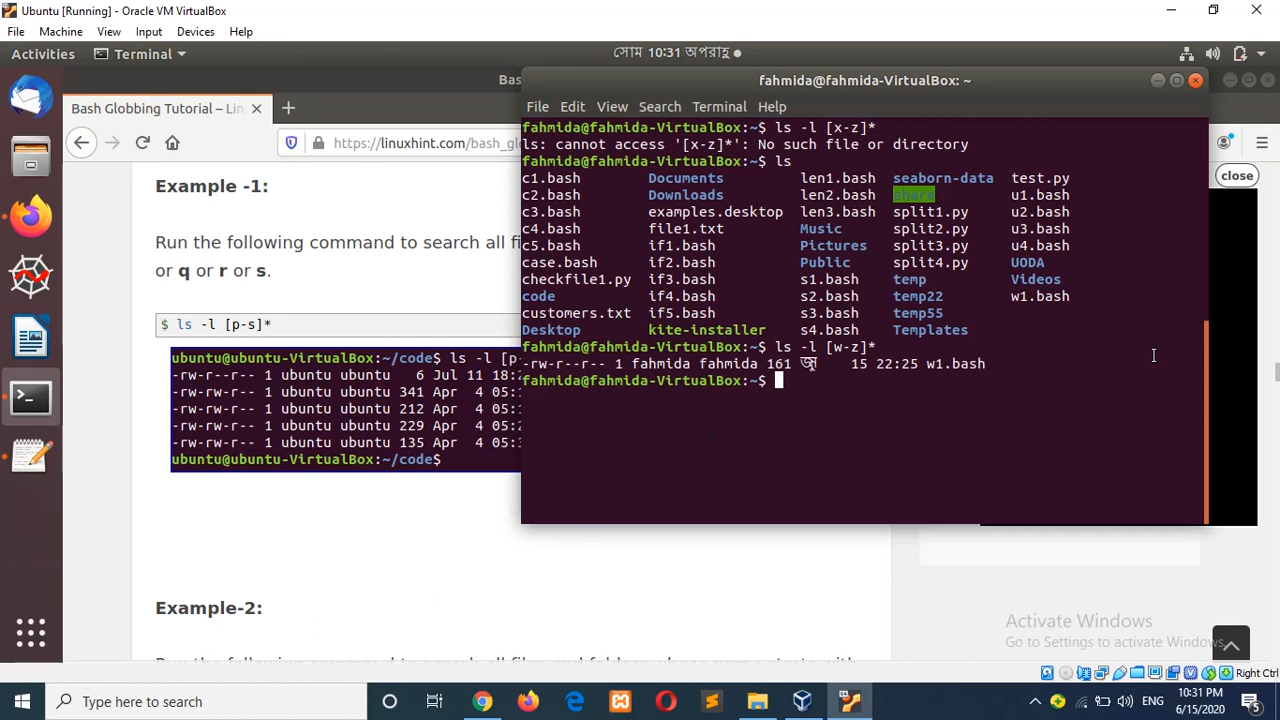 Ubuntu [Running] - Oracle VM VirtualBox
File Machine View Input Devices Help
Activities Terminal সোম 10:31 অপরাহ্ণ
Bas
fahmida@fahmida-VirtualBox: ~
Bash Globbing Tutorial – Lin
File Edit View Search Terminal Help
https://linuxhint.com/bash_glo
fahmida@fahmida-VirtualBox:~$ ls -l [x-z]*
ls: cannot access '[x-z]*': No such file or directory
fahmida@fahmida-VirtualBox:~$ ls
c1.bash Documents len1.bash seaborn-data test.py
c2.bash Downloads len2.bash share u1.bash
c3.bash examples.desktop len3.bash split1.py u2.bash
c4.bash file1.txt Music split2.py u3.bash
c5.bash if1.bash Pictures split3.py u4.bash
case.bash if2.bash Public split4.py UODA
checkfile1.py if3.bash s1.bash temp Videos
code if4.bash s2.bash temp22 w1.bash
customers.txt if5.bash s3.bash temp55
Desktop kite-installer s4.bash Templates
fahmida@fahmida-VirtualBox:~$ ls -l [w-z]*
-rw-r--r-- 1 fahmida fahmida 161 15 22:25 w1.bash
fahmida@fahmida-VirtualBox:~$
close
Example -1:
Run the following command to search all fi
or q or r or s.
$ ls -l [p-s]*
ubuntu@ubuntu-VirtualBox:~/code$ ls -l [p-
-rw-r--r-- 1 ubuntu ubuntu 6 Jul 11 18:2
-rw-rw-r-- 1 ubuntu ubuntu 341 Apr 4 05:1
-rw-rw-r-- 1 ubuntu ubuntu 212 Apr 4 05:1
-rw-rw-r-- 1 ubuntu ubuntu 229 Apr 4 05:2
-rw-rw-r-- 1 ubuntu ubuntu 135 Apr 4 05:3
ubuntu@ubuntu-VirtualBox:~/code$
Example-2:
Activate Windows
Go to Settings to activate Windows.
Right Ctrl
Type here to search
ENG
10:31 PM
6/15/2020
5